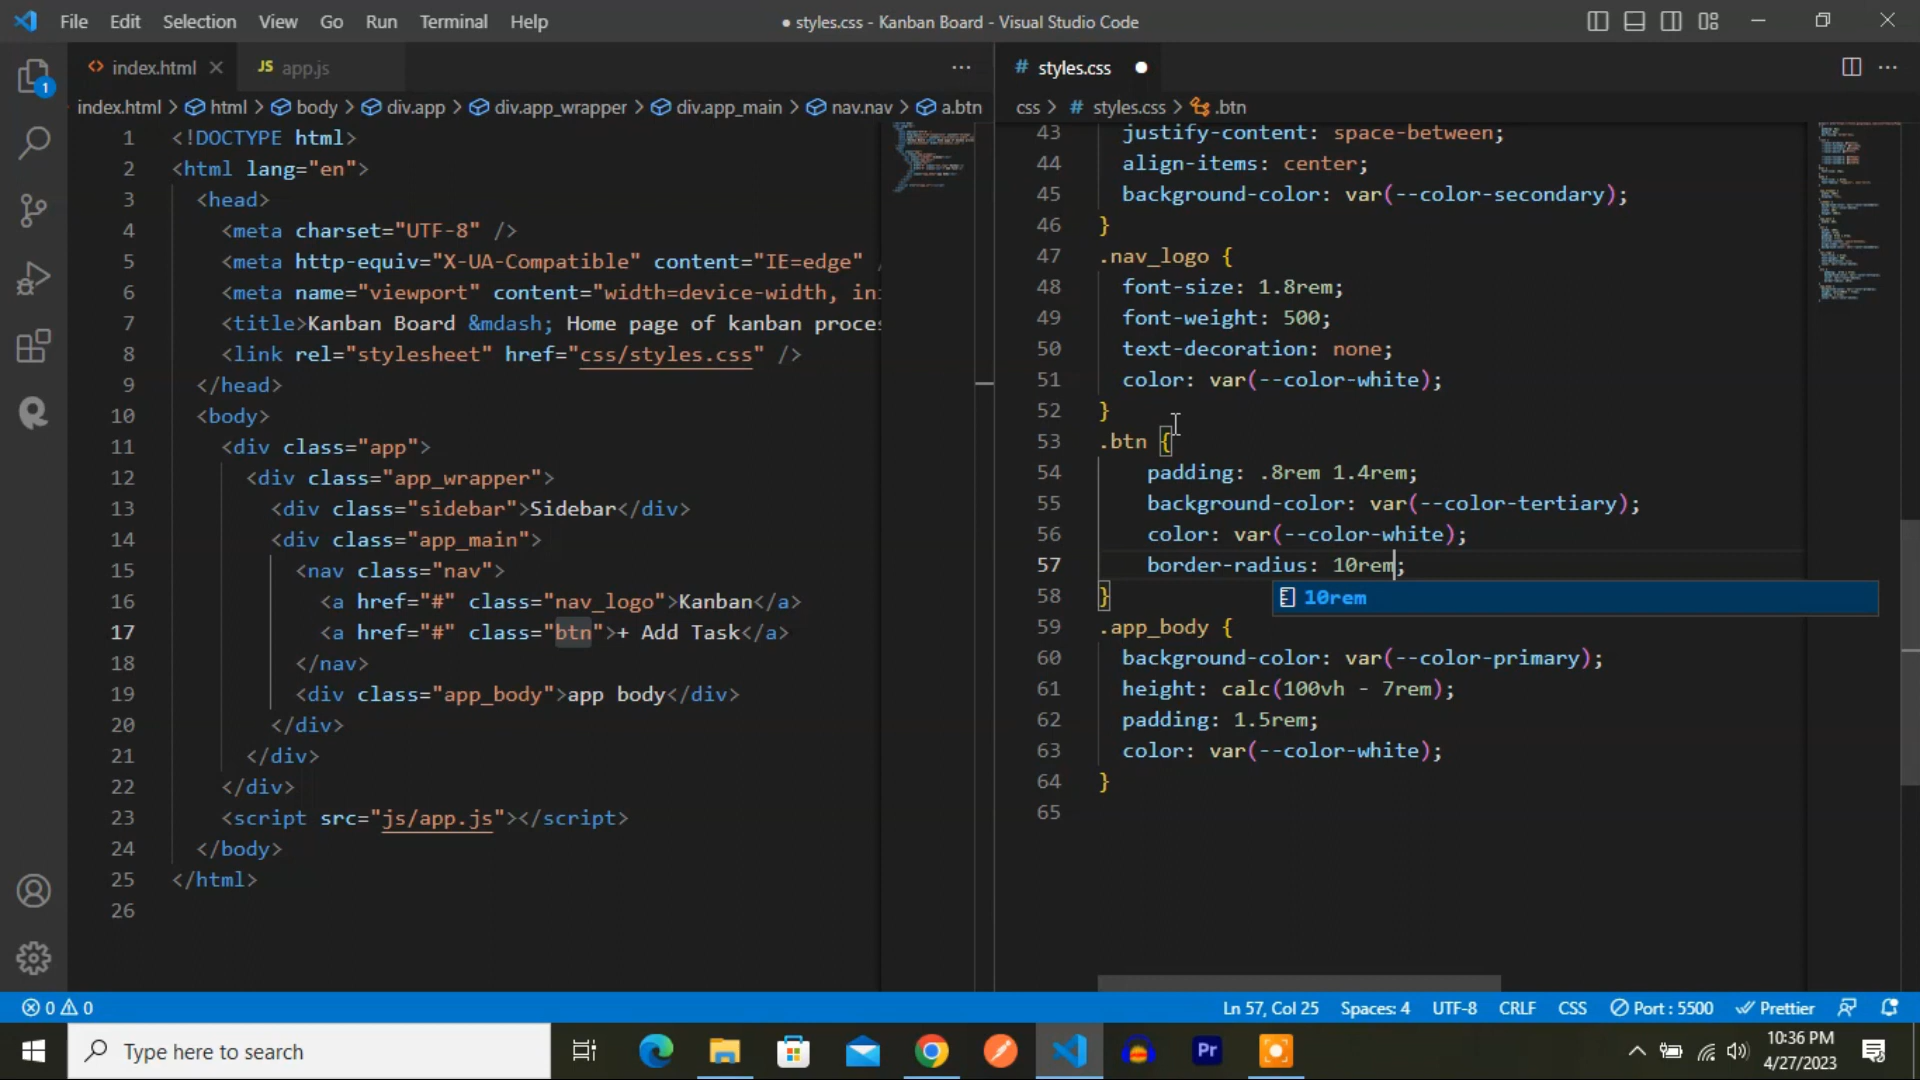 File Edit Selection View Go Run Terminal Help
● styles.css - Kanban Board - Visual Studio Code
index.html
JS app.js
# styles.css
index.html > html > body > div.app > div.app_wrapper > div.app_main > nav.nav > a.btn
css > # styles.css > .btn
1
1 <!DOCTYPE html>
2 <html lang="en">
3 <head>
4 <meta charset="UTF-8" />
5 <meta http-equiv="X-UA-Compatible" content="IE=edge" /
6 <meta name="viewport" content="width=device-width, ini
7 <title>Kanban Board &mdash; Home page of kanban proces
8 <link rel="stylesheet" href="css/styles.css" />
9 </head>
10 <body>
11 <div class="app">
12 <div class="app_wrapper">
13 <div class="sidebar">Sidebar</div>
14 <div class="app_main">
15 <nav class="nav">
16 <a href="#" class="nav_logo">Kanban</a>
17 <a href="#" class="btn">+ Add Task</a>
18 </nav>
19 <div class="app_body">app body</div>
20 </div>
21 </div>
22 </div>
23 <script src="js/app.js"></script>
24 </body>
25 </html>
26
43 justify-content: space-between;
44 align-items: center;
45 background-color: var(--color-secondary);
46 }
47 .nav_logo {
48 font-size: 1.8rem;
49 font-weight: 500;
50 text-decoration: none;
51 color: var(--color-white);
52 }
53 .btn {
54 padding: .8rem 1.4rem;
55 background-color: var(--color-tertiary);
56 color: var(--color-white);
57 border-radius: 10rem;
58 }
10rem
59 .app_body {
60 background-color: var(--color-primary);
61 height: calc(100vh - 7rem);
62 padding: 1.5rem;
63 color: var(--color-white);
64 }
65
0 0
Ln 57, Col 25 Spaces: 4 UTF-8 CRLF CSS Port : 5500 Prettier
Type here to search
Pr
10:36 PM
4/27/2023